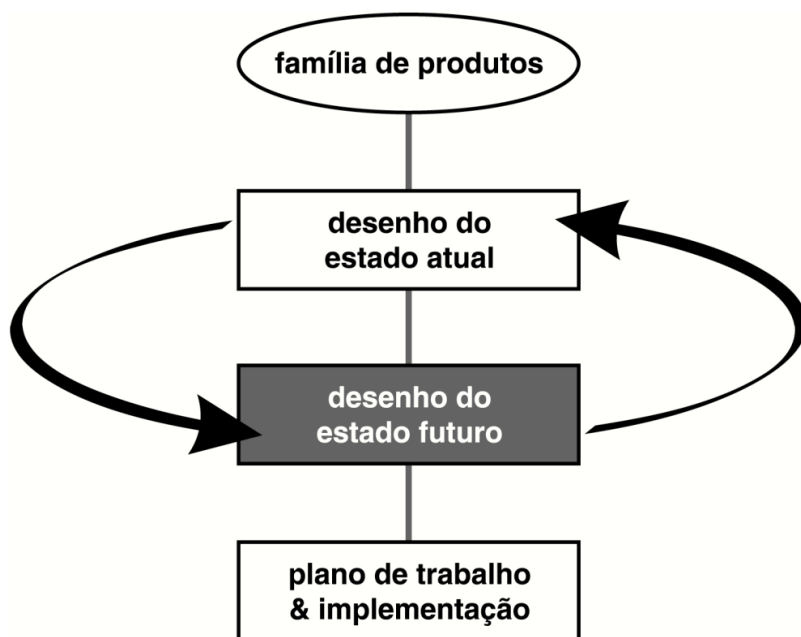 família de produtos
desenho do
estado atual
desenho do
estado futuro
plano de trabalho
& implementação